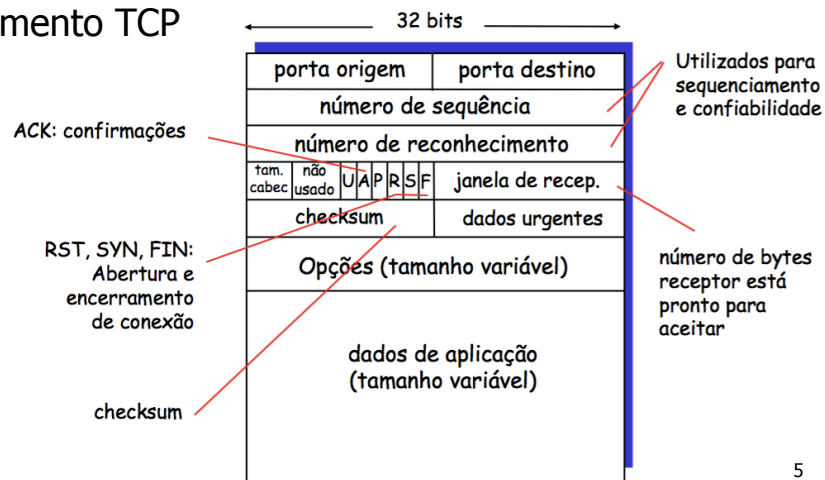 mento TCP
32 bits
porta origem
porta destino
número de sequência
número de reconhecimento
tam.
cabec
não
usado
U A P R S F
janela de recep.
checksum
dados urgentes
Opções (tamanho variável)
dados de aplicação
(tamanho variável)
ACK: confirmações
RST, SYN, FIN:
Abertura e
encerramento
de conexão
checksum
Utilizados para
sequenciamento
e confiabilidade
número de bytes
receptor está
pronto para
aceitar
5